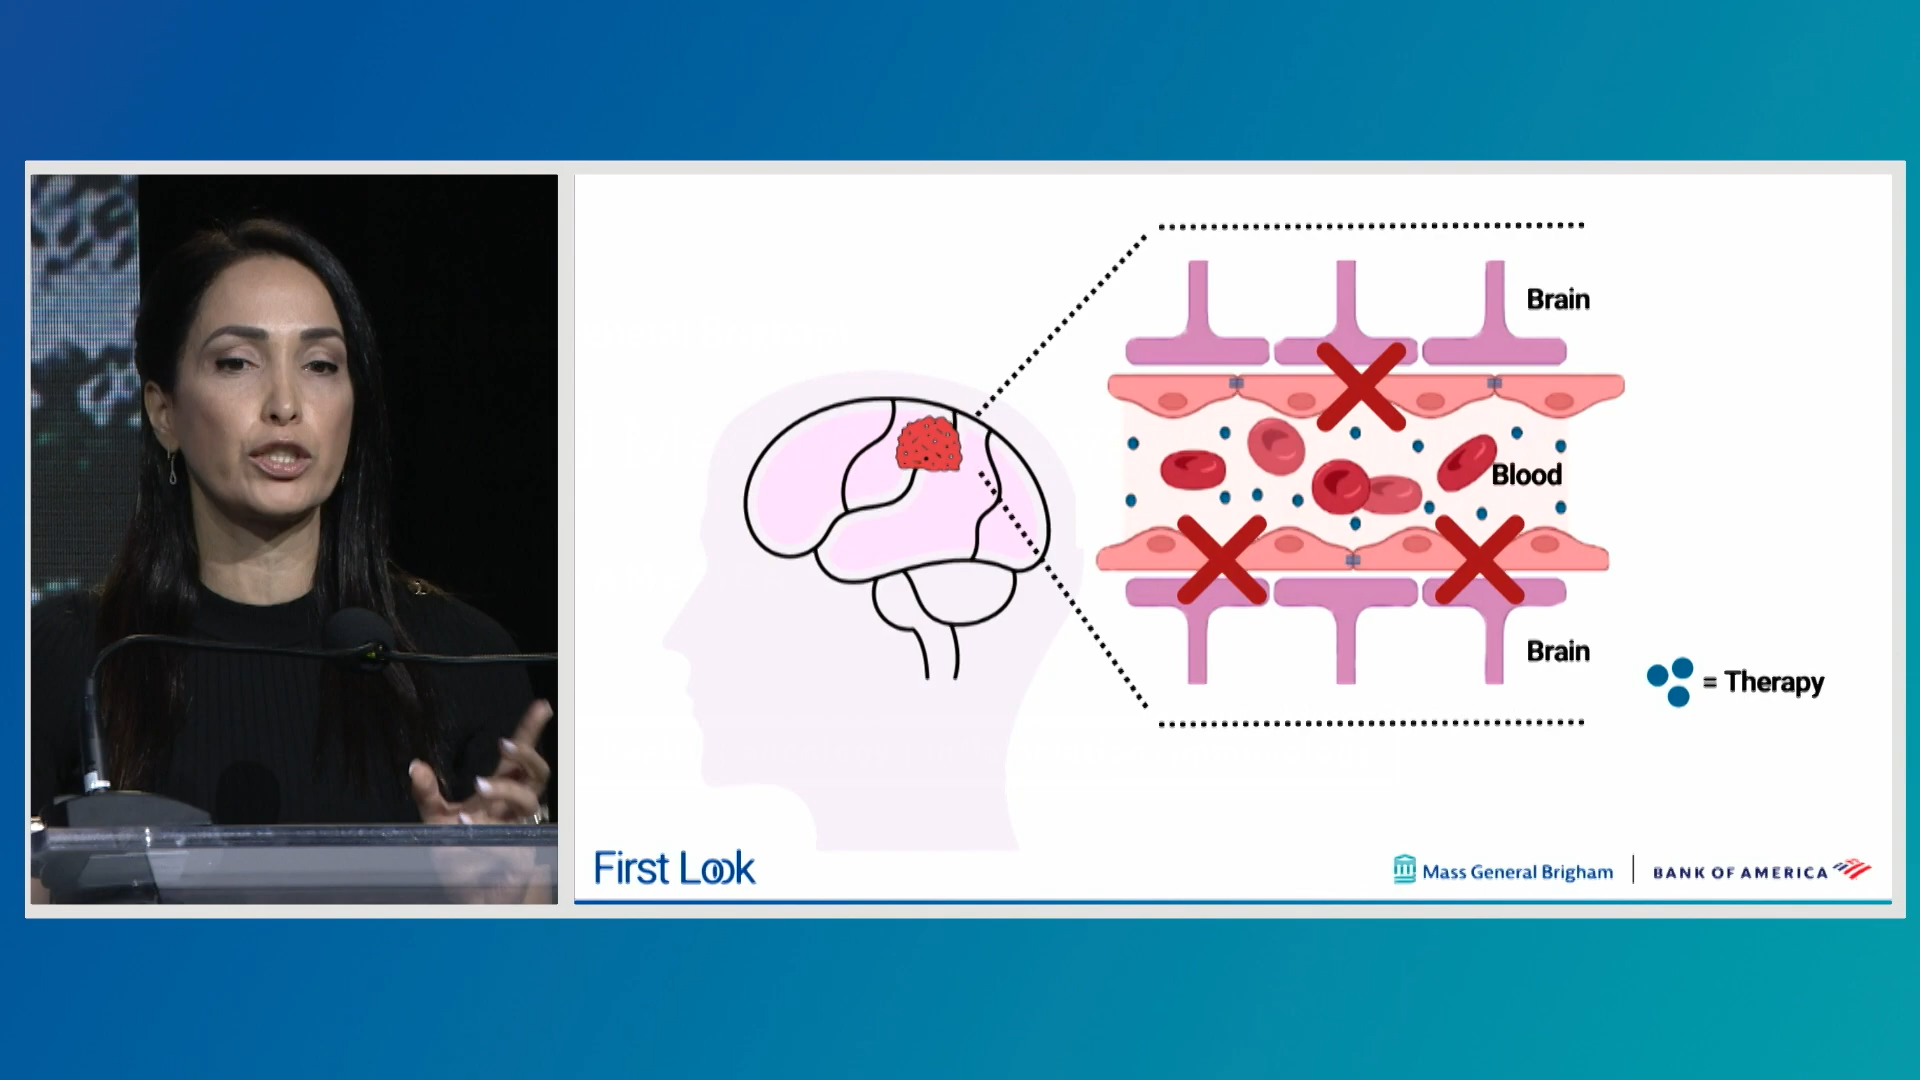 Brain
Blood
Brain
= Therapy
First Look
Mass General Brigham
BANK OF AMERICA